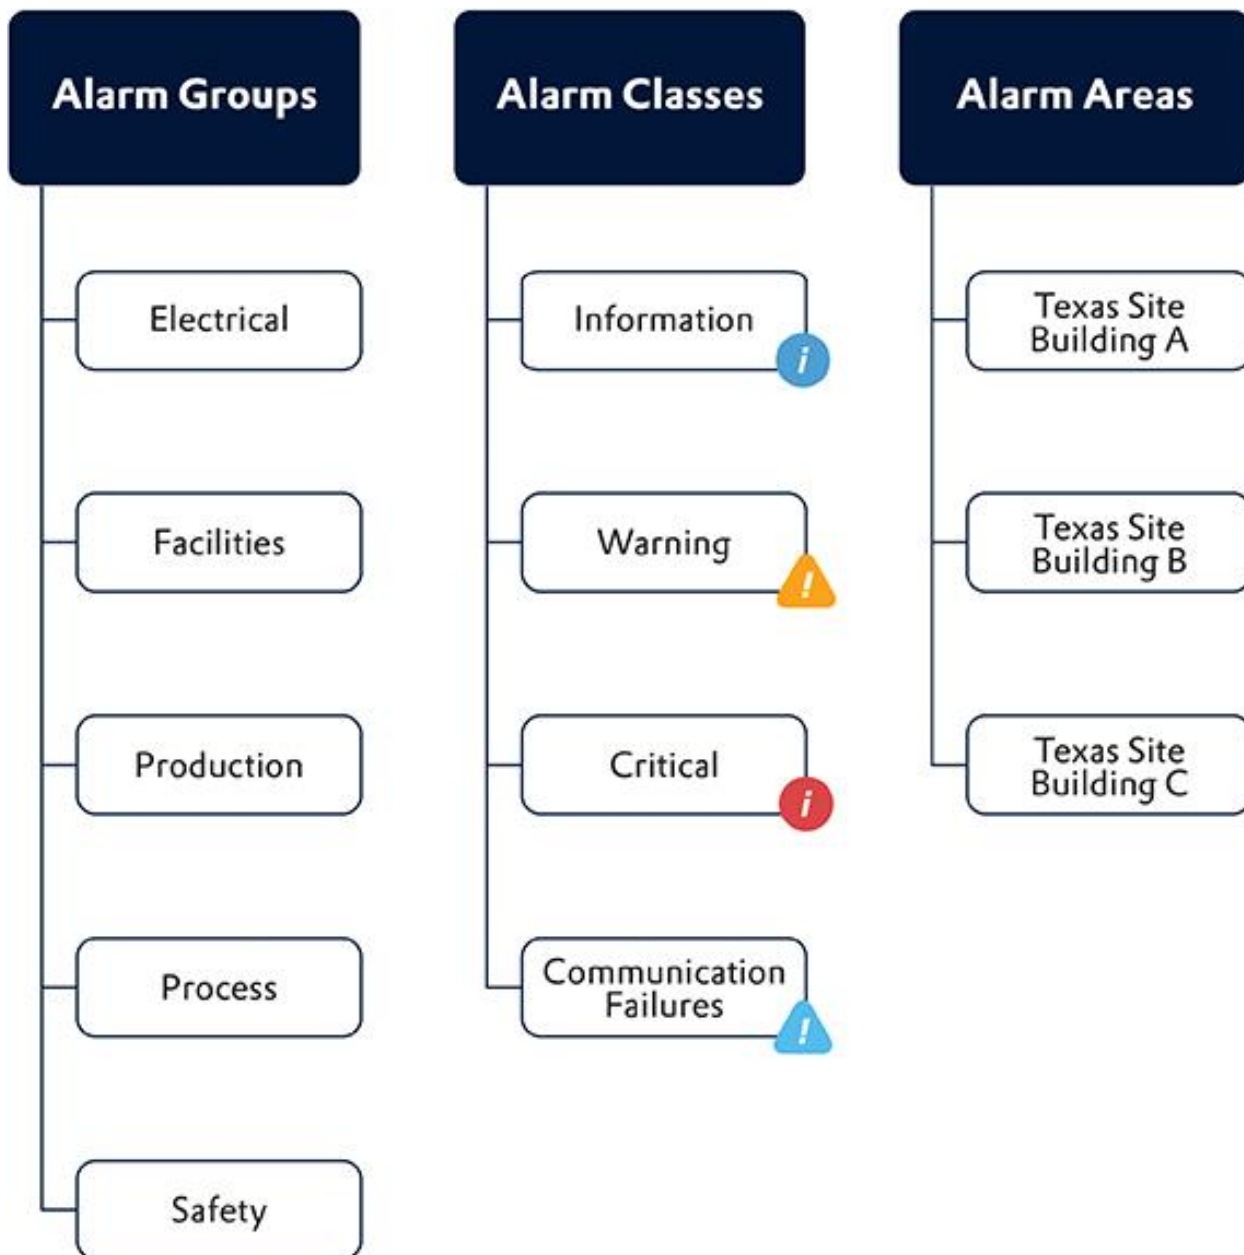 Alarm Groups
Electrical
Facilities
Production
Process
Safety
Alarm Classes
Information
i
Warning
!
Critical
i
Communication
Failures
!
Alarm Areas
Texas Site
Building A
Texas Site
Building B
Texas Site
Building C